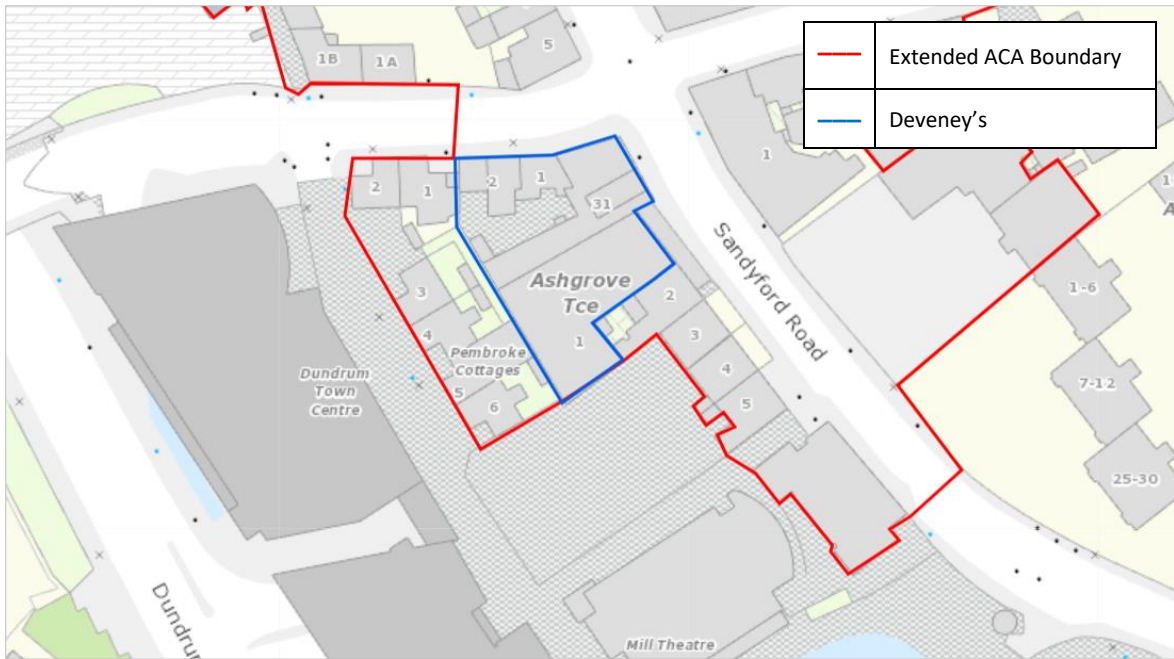 1B
1A
5
Extended ACA Boundary
Deveney's
1
1
2
1
2
1
31
Sandyford Road
Ashgrove
Tce
1
2
3
4
5
3
4
5
6
Pembroke
Cottages
Dundrum
Town
Centre
1-6
7-12
25-30
Mill Theatre